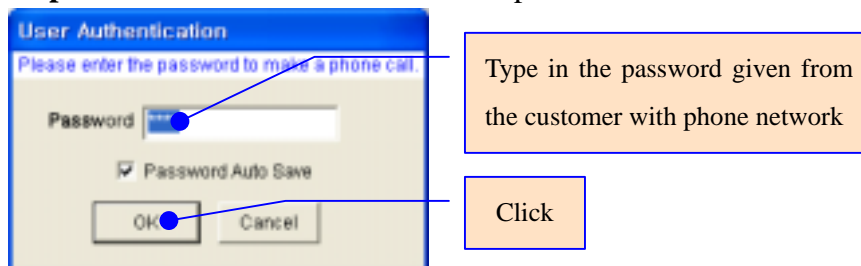 User Authentication
Please enter the password to make a phone call.
Type in the password given from
the customer with phone network
Password ****
Password Auto Save
OK Cancel
Click